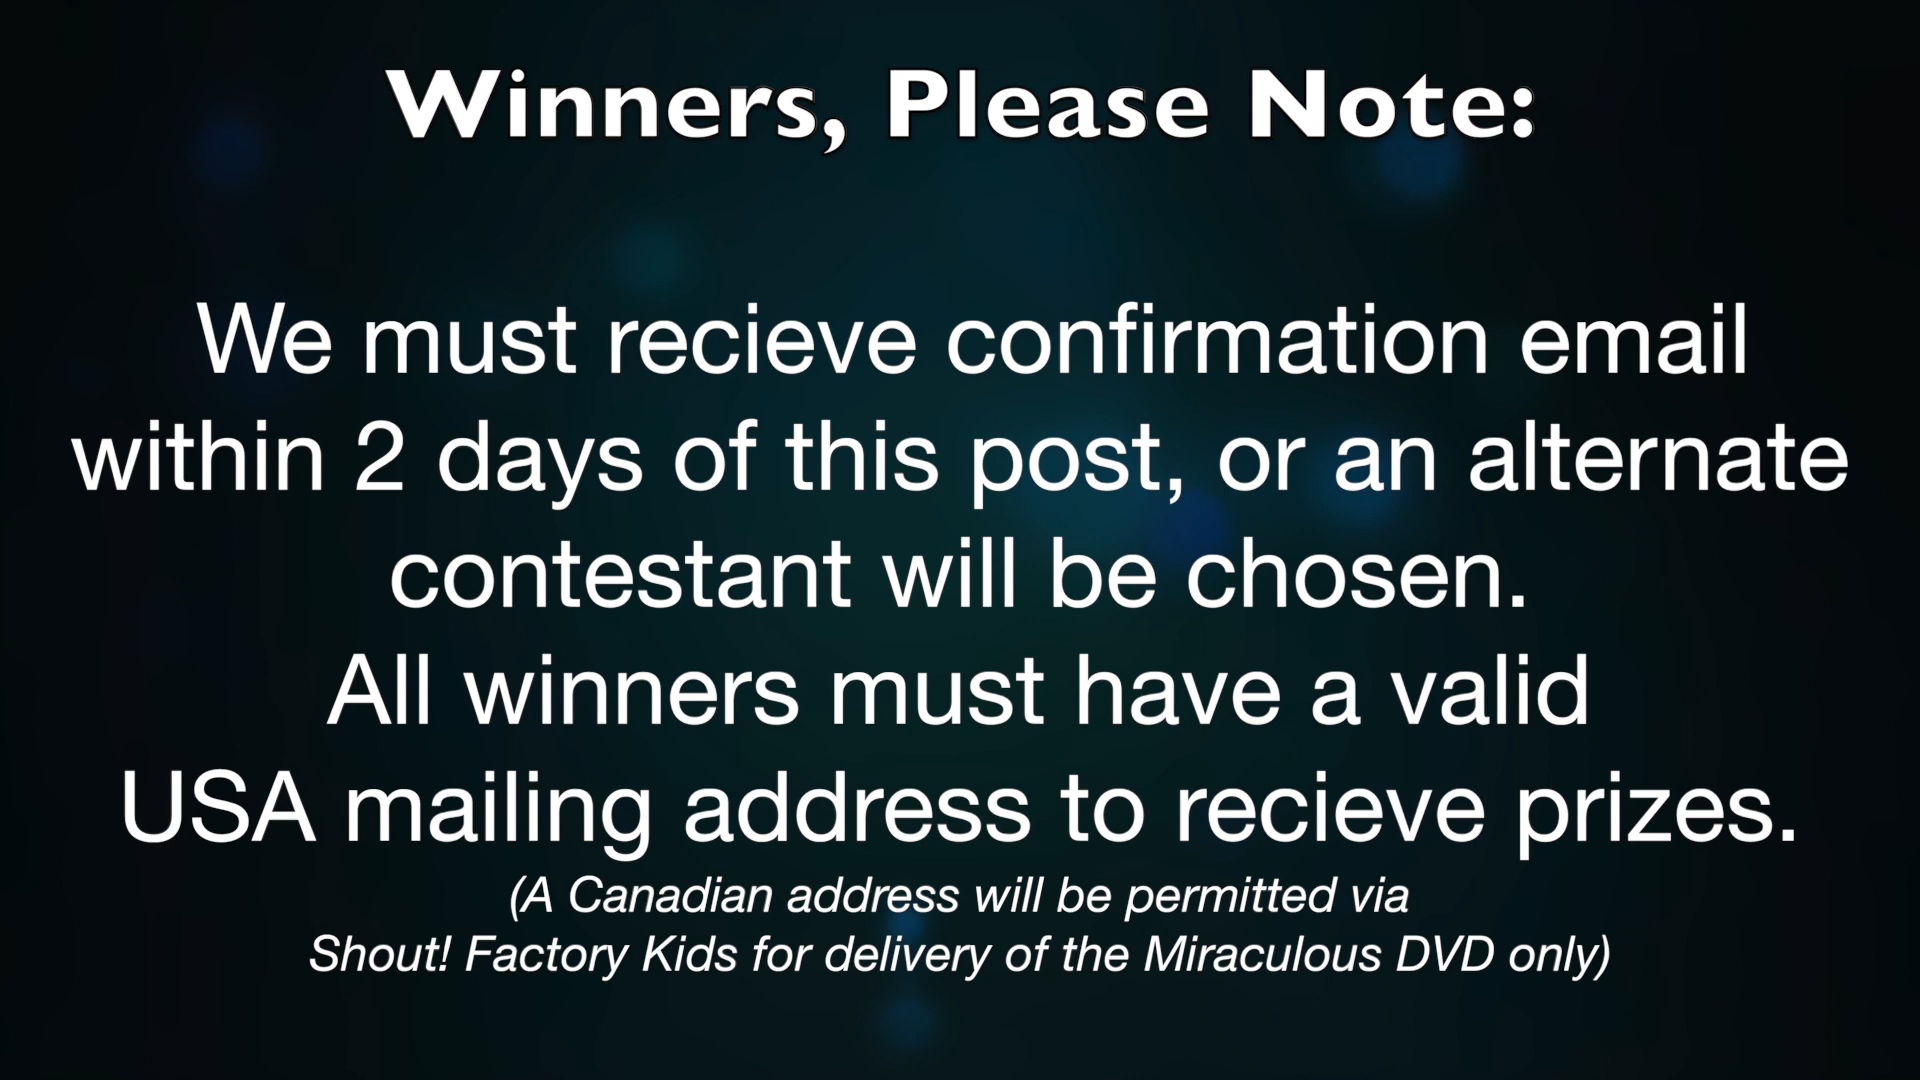 Winners, Please Note:
We must recieve confirmation email
within 2 days of this post, or an alternate
contestant will be chosen.
All winners must have a valid
USA mailing address to recieve prizes.
(A Canadian address will be permitted via
Shout! Factory Kids for delivery of the Miraculous DVD only)